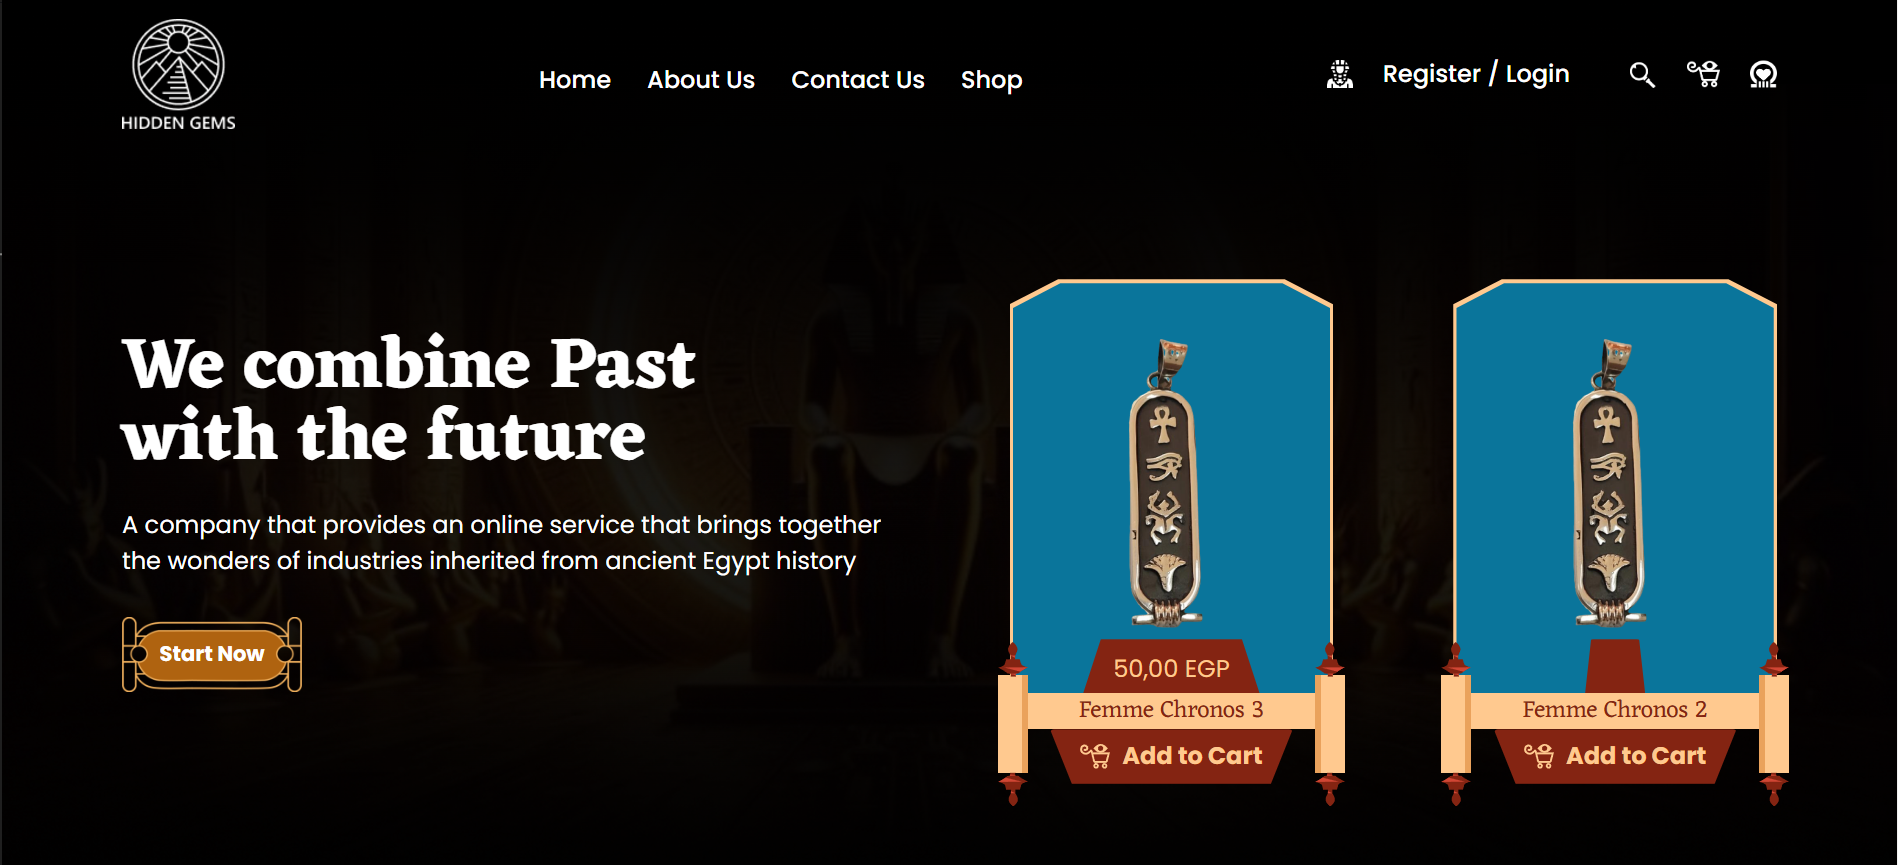 HIDDEN GEMS
Home About Us Contact Us Shop
Register / Login
We combine Past
with the future
A company that provides an online service that brings together
the wonders of industries inherited from ancient Egypt history
Start Now
50,00 EGP
Femme Chronos 3
Add to Cart
Femme Chronos 2
Add to Cart